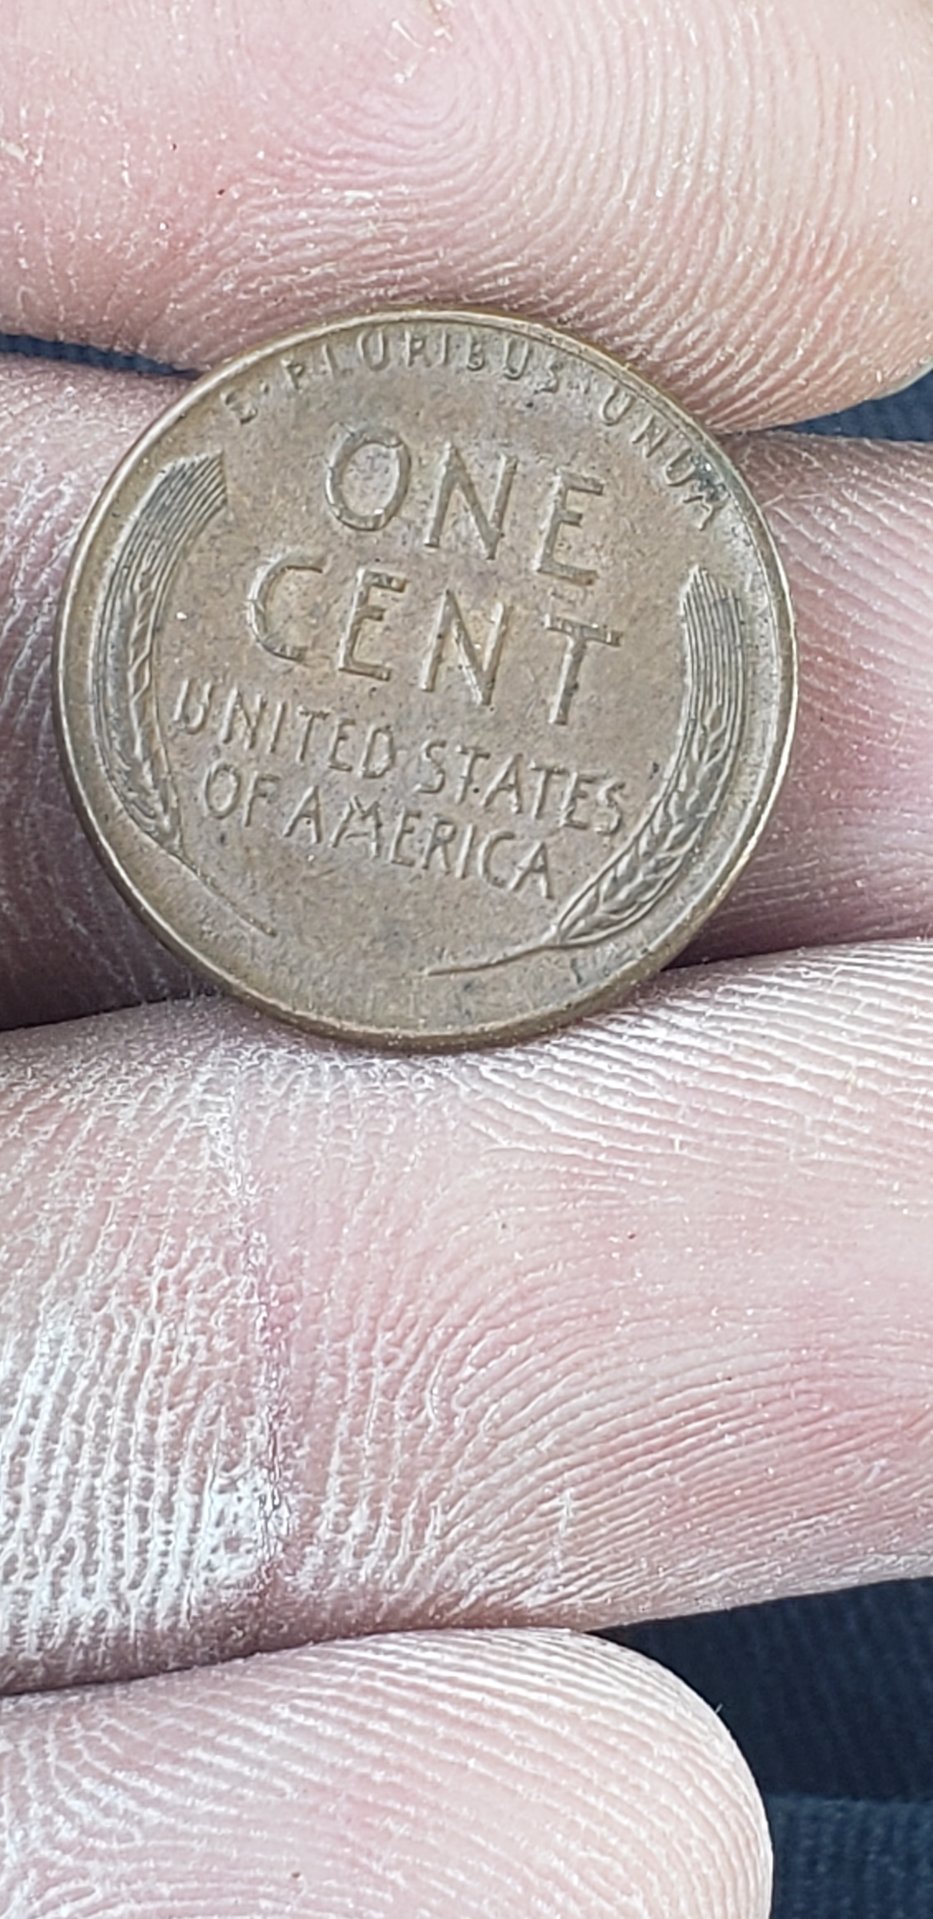 E·PLURIBUS·UNUM
ONE
CENT
UNITED STATES
OF AMERICA